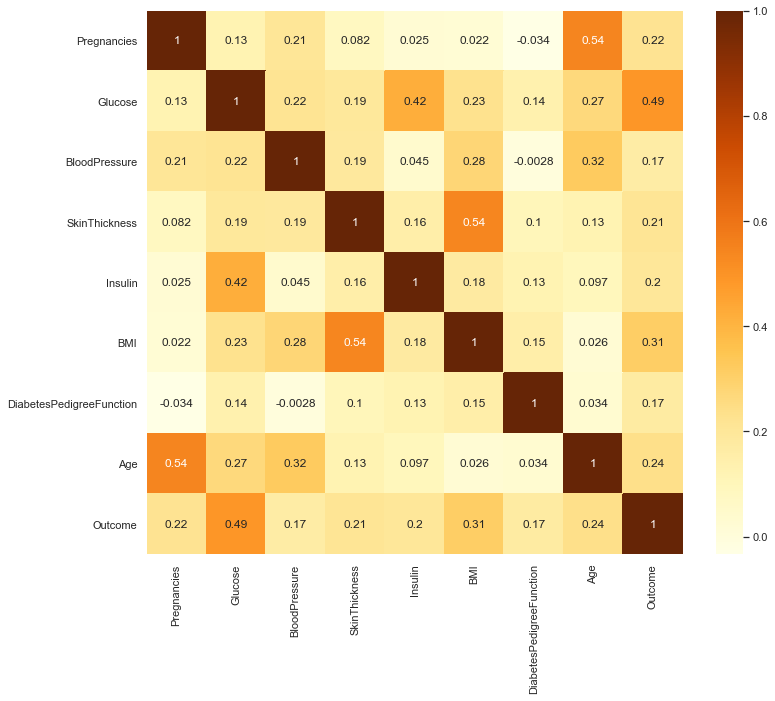 Pregnancies 1 0.13 0.21 0.082 0.025 0.022 -0.034 0.54 0.22
Glucose 0.13 1 0.22 0.19 0.42 0.23 0.14 0.27 0.49
BloodPressure 0.21 0.22 1 0.19 0.045 0.28 -0.0028 0.32 0.17
SkinThickness 0.082 0.19 0.19 1 0.16 0.54 0.1 0.13 0.21
Insulin 0.025 0.42 0.045 0.16 1 0.18 0.13 0.097 0.2
BMI 0.022 0.23 0.28 0.54 0.18 1 0.15 0.026 0.31
DiabetesPedigreeFunction -0.034 0.14 -0.0028 0.1 0.13 0.15 1 0.034 0.17
Age 0.54 0.27 0.32 0.13 0.097 0.026 0.034 1 0.24
Outcome 0.22 0.49 0.17 0.21 0.2 0.31 0.17 0.24 1
Pregnancies
Glucose
BloodPressure
SkinThickness
Insulin
BMI
DiabetesPedigreeFunction
Age
Outcome
1.0
0.8
0.6
0.4
0.2
0.0